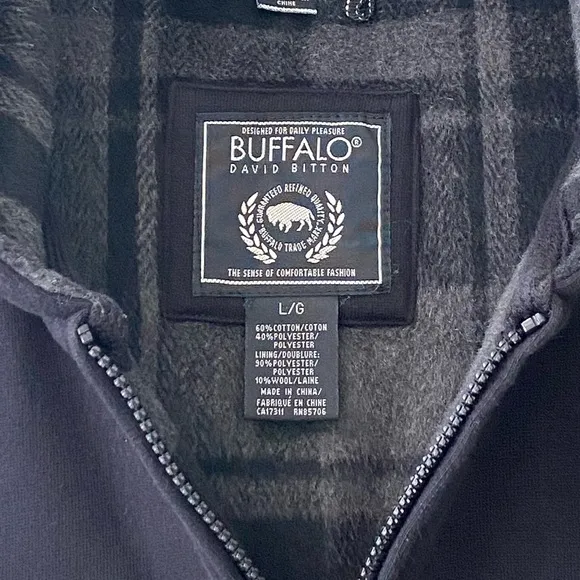 CHINE
DESIGNED FOR DAILY PLEASURE
BUFFALO®
DAVID BITTON
GUARANTEED REFINED QUALITY
"BUFFALO TRADE MARK"
THE SENSE OF COMFORTABLE FASHION
L/G
60%COTTON/COTON
40%POLYESTER/
POLYESTER
LINING/DOUBLURE:
90%POLYESTER/
POLYESTER
10%WOOL/LAINE
MADE IN CHINA/
FABRIQUÉ EN CHINE
CA17311 RN85706